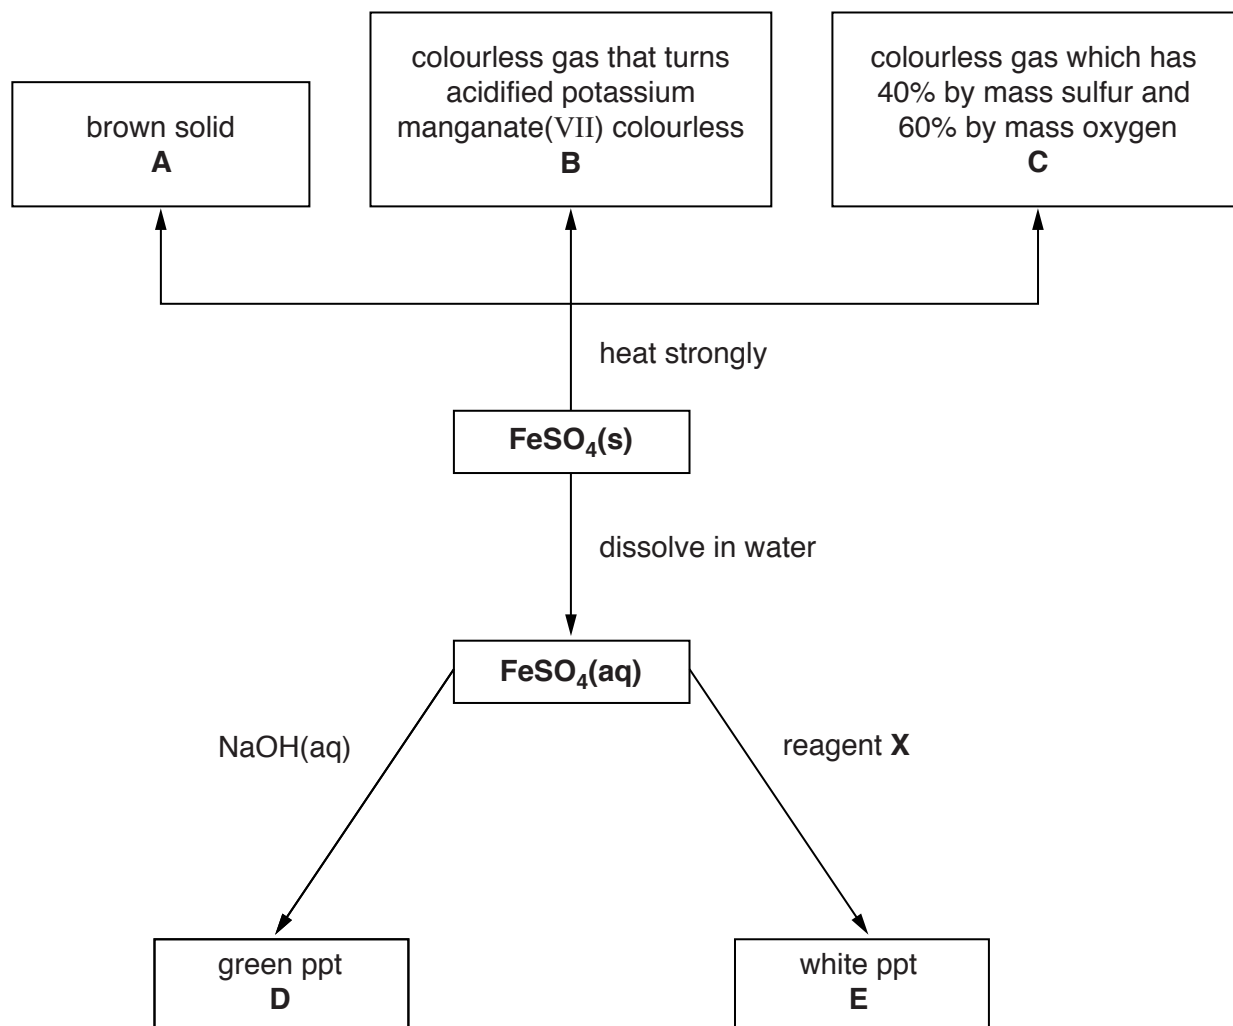 brown solid
A
colourless gas that turns
acidified potassium
manganate(VII) colourless
B
colourless gas which has
40% by mass sulfur and
60% by mass oxygen
C
heat strongly
FeSO₄(s)
dissolve in water
FeSO₄(aq)
NaOH(aq)
reagent X
green ppt
D
white ppt
E